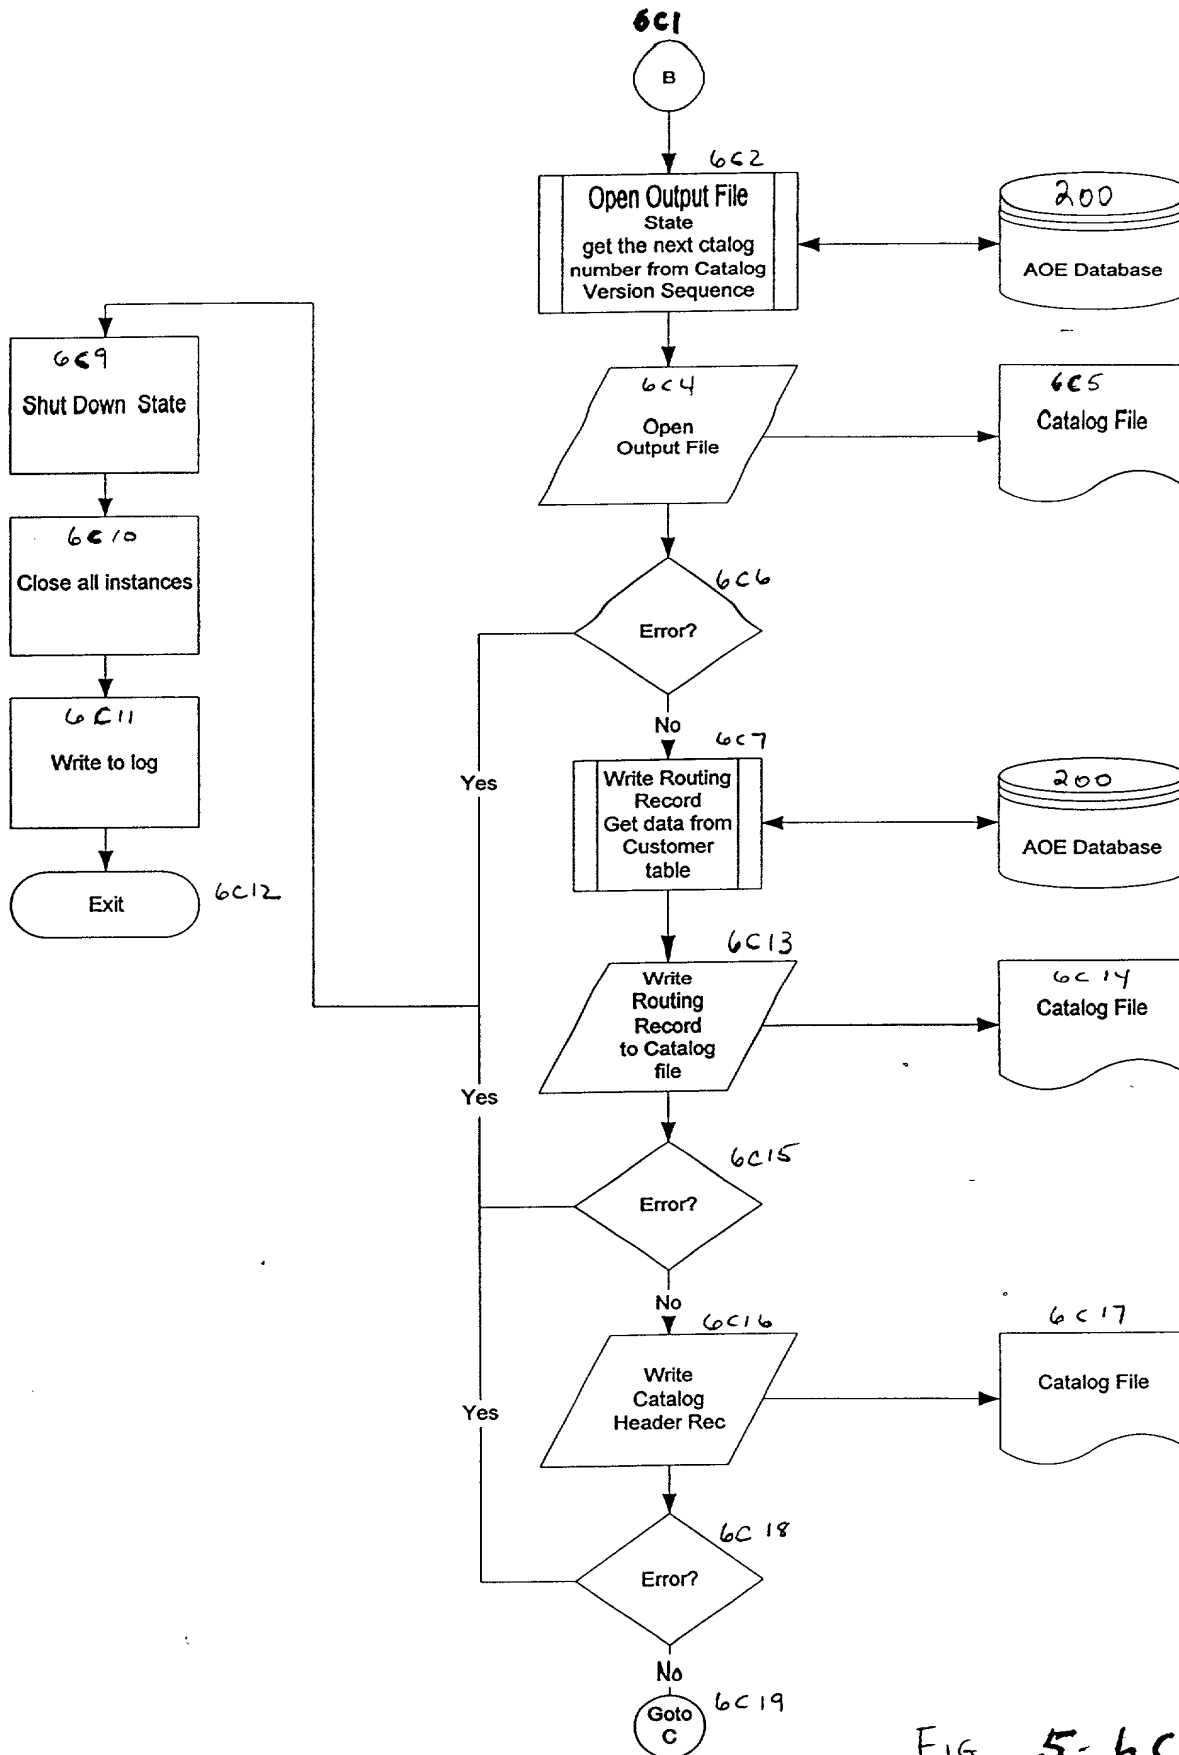 6C1
B
6C2
Open Output File
State
get the next ctalog
number from Catalog
Version Sequence
200
AOE Database
6C9
Shut Down State
6C4
Open
Output File
6C5
Catalog File
6C10
Close all instances
6C6
Error?
No
6C11
Write to log
Yes
6C7
Write Routing
Record
Get data from
Customer
table
200
AOE Database
Exit
6C12
6C13
Write
Routing
Record
to Catalog
file
6C14
Catalog File
Yes
6C15
Error?
No
6C16
Write
Catalog
Header Rec
6C17
Catalog File
Yes
6C18
Error?
No
6C19
Goto
C
FIG 5-6C